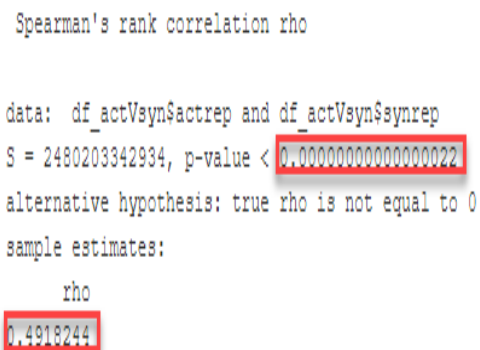 Spearman's rank correlation rho
data: df_actVsyn$actrep and df_actVsyn$synrep
S = 2480203342934, p-value < 0.00000000000000022
alternative hypothesis: true rho is not equal to 0
sample estimates:
rho
0.4918244